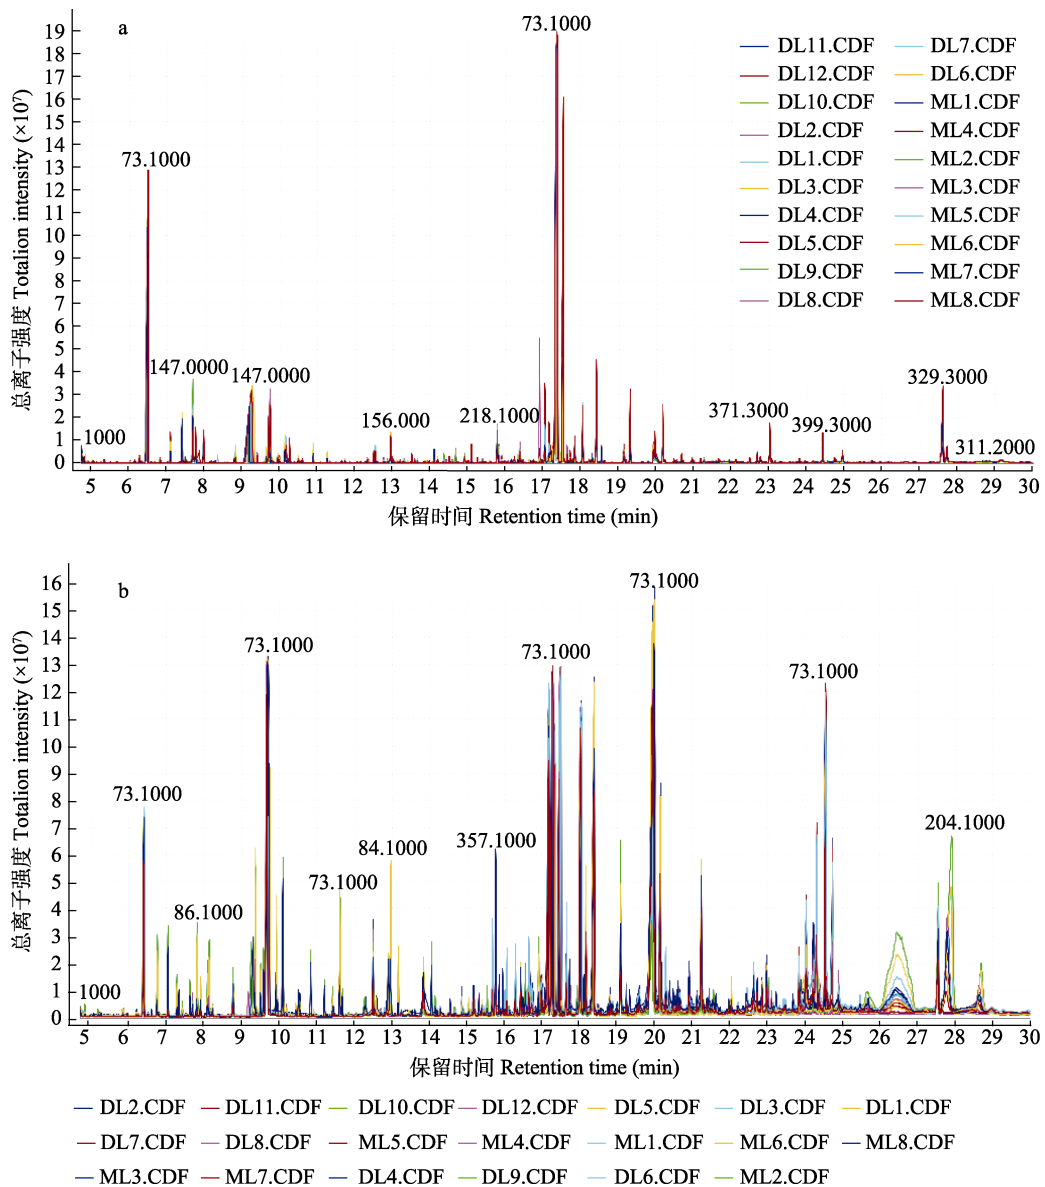 a
73.1000
19
18
17
16
15
14
13
12
11
10
9
8
7
6
5
4
3
2
1
0
总离子强度 Totalion intensity (×10⁷)
73.1000
147.0000
147.0000
1000
156.000
218.1000
371.3000
399.3000
329.3000
311.2000
DL11.CDF DL7.CDF
DL12.CDF DL6.CDF
DL10.CDF ML1.CDF
DL2.CDF ML4.CDF
DL1.CDF ML2.CDF
DL3.CDF ML3.CDF
DL4.CDF ML5.CDF
DL5.CDF ML6.CDF
DL9.CDF ML7.CDF
DL8.CDF ML8.CDF
5 6 7 8 9 10 11 12 13 14 15 16 17 18 19 20 21 22 23 24 25 26 27 28 29 30
保留时间 Retention time (min)
b
16
15
14
13
12
11
10
9
8
7
6
5
4
3
2
1
0
总离子强度 Totalion intensity (×10⁷)
73.1000
73.1000
73.1000
73.1000
73.1000
84.1000
357.1000
204.1000
73.1000
86.1000
1000
5 6 7 8 9 10 11 12 13 14 15 16 17 18 19 20 21 22 23 24 25 26 27 28 29 30
保留时间 Retention time (min)
DL2.CDF DL11.CDF DL10.CDF DL12.CDF DL5.CDF DL3.CDF DL1.CDF
DL7.CDF DL8.CDF ML5.CDF ML4.CDF ML1.CDF ML6.CDF ML8.CDF
ML3.CDF ML7.CDF DL4.CDF DL9.CDF DL6.CDF ML2.CDF